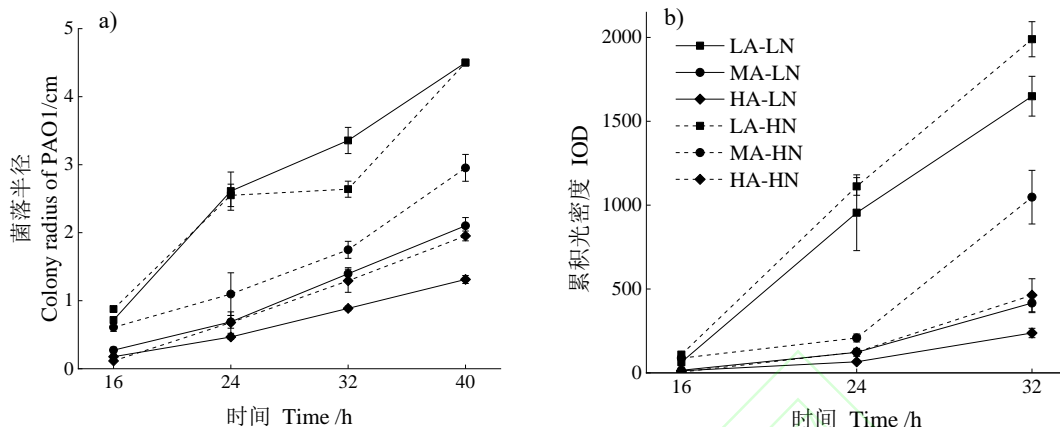 a)
5
4
3
2
1
0
16
24
32
40
菌落半径
Colony radius of PAO1/cm
时间 Time /h
b)
LA-LN
MA-LN
HA-LN
LA-HN
MA-HN
HA-HN
2000
1500
1000
500
0
16
24
32
累积光密度 IOD
时间 Time /h